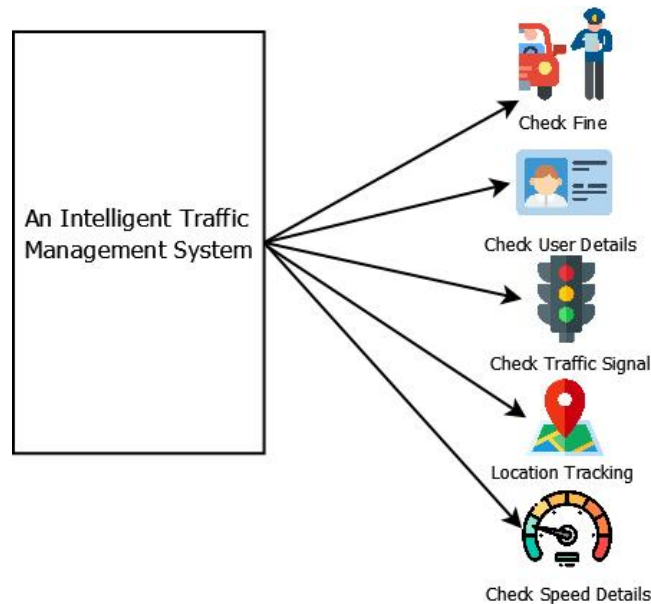 An Intelligent Traffic
Management System
Check Fine
Check User Details
Check Traffic Signal
Location Tracking
Check Speed Details